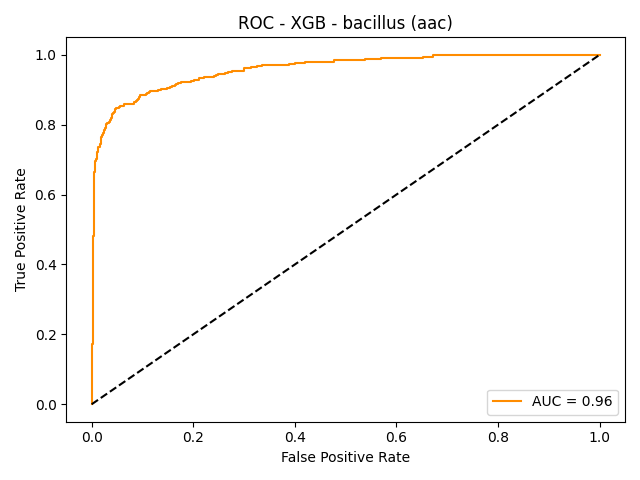 ROC - XGB - bacillus (aac)
True Positive Rate
1.0
0.8
0.6
0.4
0.2
0.0
AUC = 0.96
0.0 0.2 0.4 0.6 0.8 1.0
False Positive Rate